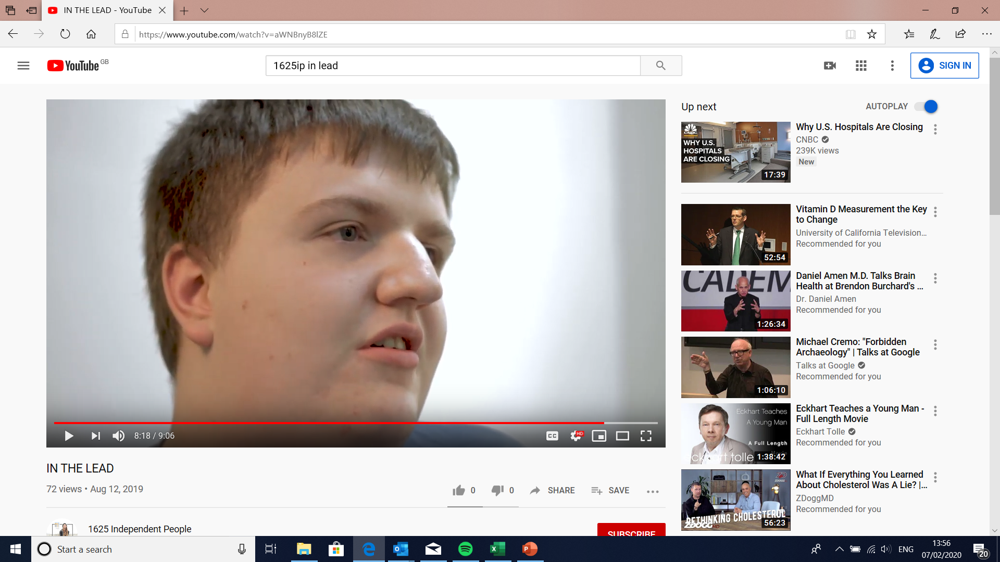 IN THE LEAD - YouTube
https://www.youtube.com/watch?v=aWNBnyB8lZE
YouTube GB
1625ip in lead
SIGN IN
8:18 / 9:06
CC
HD
IN THE LEAD
72 views • Aug 12, 2019
0
0
SHARE
SAVE
1625 Independent People
SUBSCRIBE
Up next
AUTOPLAY
CNBC
WHY U.S.
HOSPITALS
ARE CLOSING
17:39
Why U.S. Hospitals Are Closing
CNBC
239K views
New
52:54
Vitamin D Measurement the Key
to Change
University of California Television...
Recommended for you
CADEM
1:26:34
Daniel Amen M.D. Talks Brain
Health at Brendon Burchard's ...
Dr. Daniel Amen
Recommended for you
1:06:10
Michael Cremo: "Forbidden
Archaeology" | Talks at Google
Talks at Google
Recommended for you
Eckhart Teaches
A Young Man
A Full Length
eckhart tolle
1:38:42
Eckhart Teaches a Young Man -
Full Length Movie
Eckhart Tolle
Recommended for you
ZDOGG
RETHINKING CHOLESTEROL
ZDOGGMD
56:23
What If Everything You Learned
About Cholesterol Was A Lie? |...
ZDoggMD
Recommended for you
Start a search
ENG
13:56
07/02/2020
20